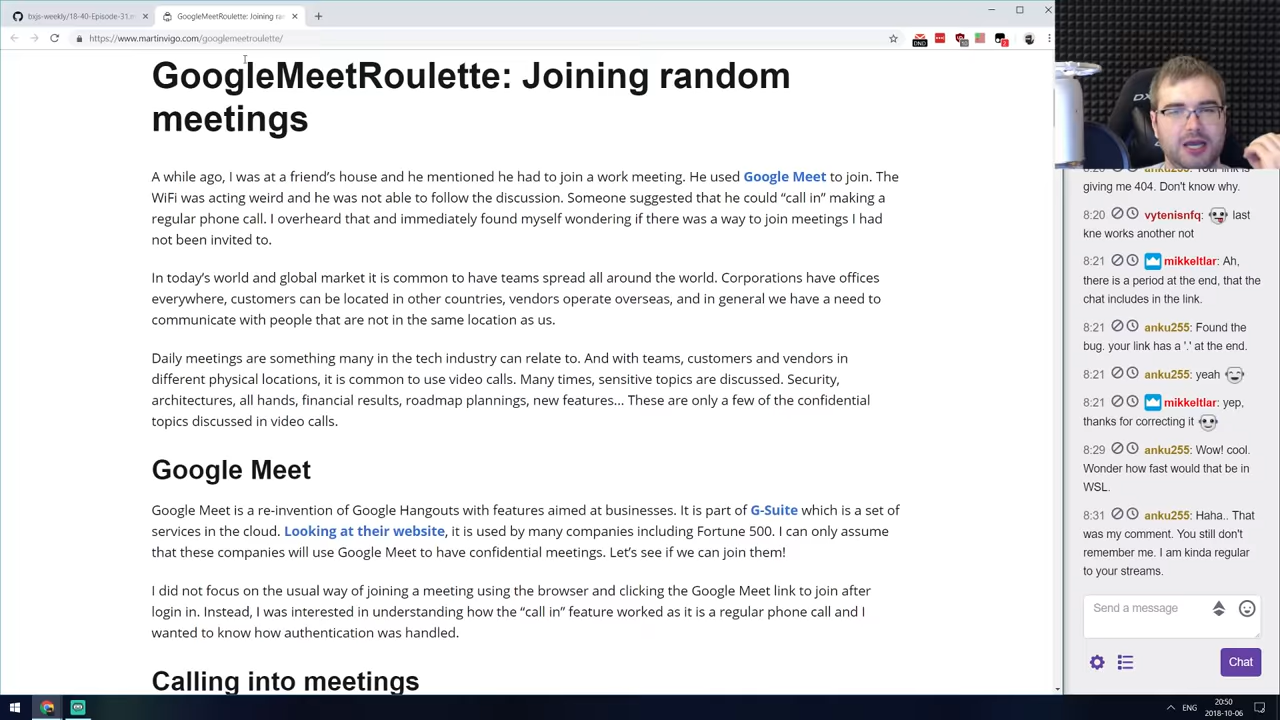 bxjs-weekly/18-40-Episode-31.m
GoogleMeetRoulette: Joining ran
https://www.martinvigo.com/googlemeetroulette/
GoogleMeetRoulette: Joining random
meetings
A while ago, I was at a friend's house and he mentioned he had to join a work meeting. He used Google Meet to join. The
WiFi was acting weird and he was not able to follow the discussion. Someone suggested that he could “call in” making a
regular phone call. I overheard that and immediately found myself wondering if there was a way to join meetings I had
not been invited to.
In today's world and global market it is common to have teams spread all around the world. Corporations have offices
everywhere, customers can be located in other countries, vendors operate overseas, and in general we have a need to
communicate with people that are not in the same location as us.
Daily meetings are something many in the tech industry can relate to. And with teams, customers and vendors in
different physical locations, it is common to use video calls. Many times, sensitive topics are discussed. Security,
architectures, all hands, financial results, roadmap plannings, new features… These are only a few of the confidential
topics discussed in video calls.
Google Meet
Google Meet is a re-invention of Google Hangouts with features aimed at businesses. It is part of G-Suite which is a set of
services in the cloud. Looking at their website, it is used by many companies including Fortune 500. I can only assume
that these companies will use Google Meet to have confidential meetings. Let's see if we can join them!
I did not focus on the usual way of joining a meeting using the browser and clicking the Google Meet link to join after
login in. Instead, I was interested in understanding how the “call in” feature worked as it is a regular phone call and I
wanted to know how authentication was handled.
Calling into meetings
giving me 404. Don't know why.
8:20 vytenisnfq: last
kne works another not
8:21 mikkeltlar: Ah,
there is a period at the end, that the
chat includes in the link.
8:21 anku255: Found the
bug. your link has a '.' at the end.
8:21 anku255: yeah
8:21 mikkeltlar: yep,
thanks for correcting it
8:29 anku255: Wow! cool.
Wonder how fast would that be in
WSL.
8:31 anku255: Haha.. That
was my comment. You still don't
remember me. I am kinda regular
to your streams.
Send a message
Chat
ENG
20:50
2018-10-06